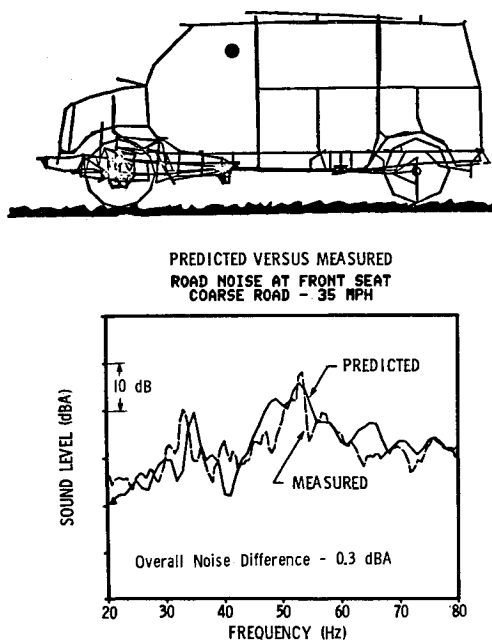 PREDICTED VERSUS MEASURED
ROAD NOISE AT FRONT SEAT
COARSE ROAD - 35 MPH
10 dB
PREDICTED
MEASURED
SOUND LEVEL (dBA)
Overall Noise Difference - 0.3 dBA
20 30 40 50 60 70 80
FREQUENCY (Hz)